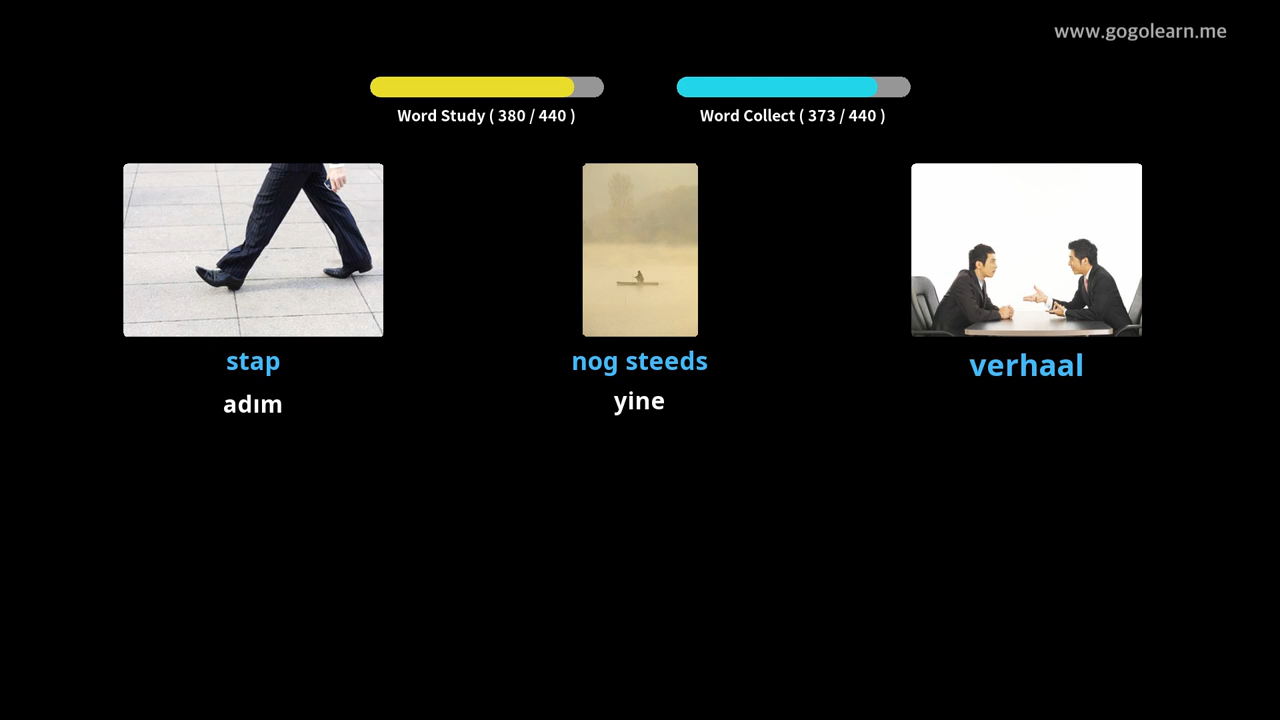 www.gogolearn.me
Word Study ( 380 / 440 )
Word Collect ( 373 / 440 )
stap
nog steeds
verhaal
adım
yine